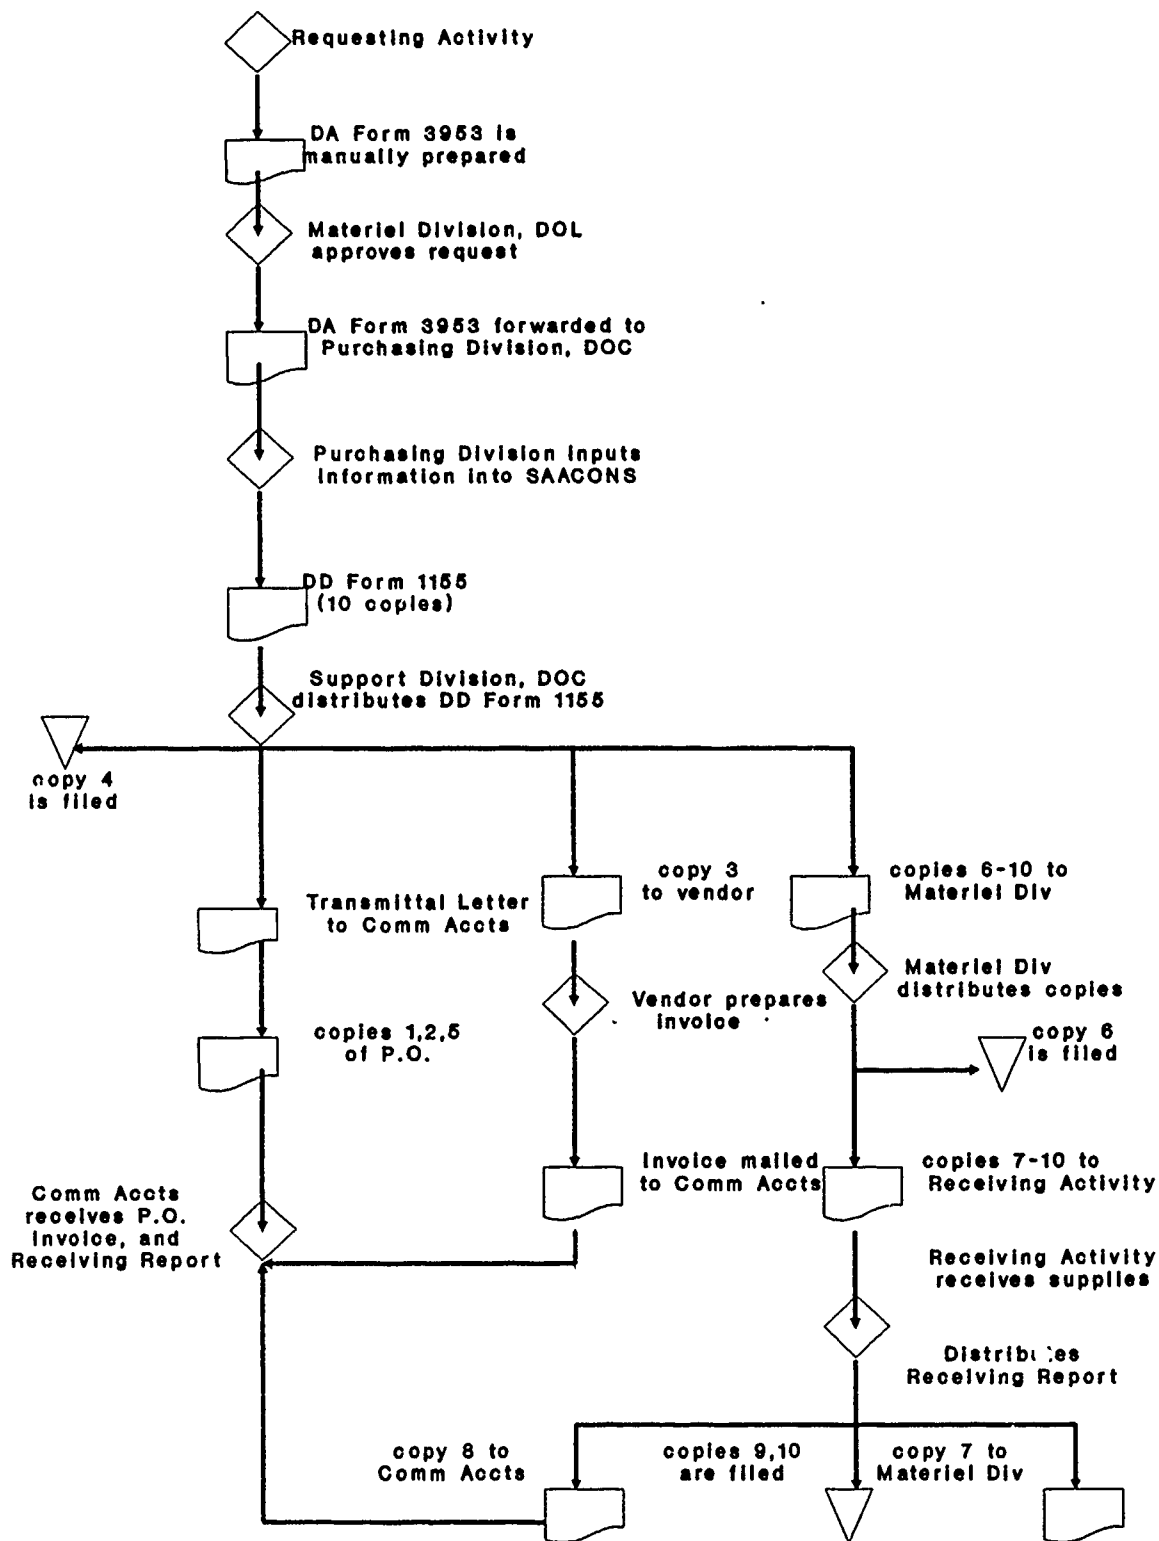 Requesting Activity
DA Form 3953 is
manually prepared
Materiel Division, DOL
approves request
DA Form 3953 forwarded to
Purchasing Division, DOC
Purchasing Division inputs
information into SAACONS
DD Form 1155
(10 copies)
Support Division, DOC
distributes DD Form 1155
copy 4
is filed
copy 3
to vendor
copies 6-10 to
Materiel Div
Transmittal Letter
to Comm Accts
Materiel Div
distributes copies
Vendor prepares
invoice
copies 1,2,5
of P.O.
copy 6
is filed
Invoice mailed
to Comm Accts
copies 7-10 to
Receiving Activity
Comm Accts
receives P.O.
Invoice, and
Receiving Report
Receiving Activity
receives supplies
Distributes
Receiving Report
copy 8 to
Comm Accts
copies 9,10
are filed
copy 7 to
Materiel Div